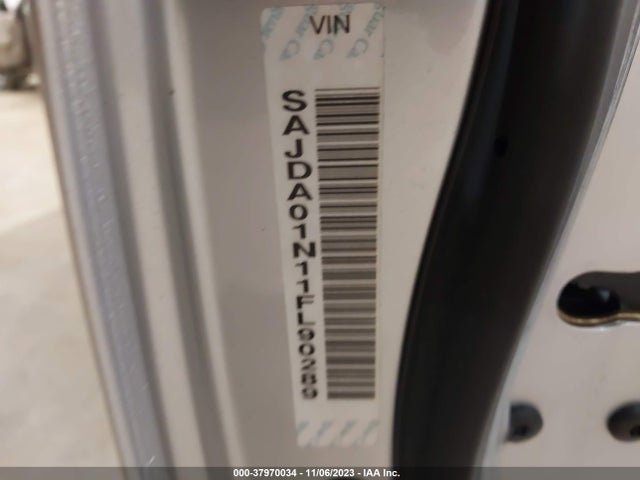 VIN
SAJDA01N11FL90289
000-37970034 - 11/06/2023 - IAA Inc.